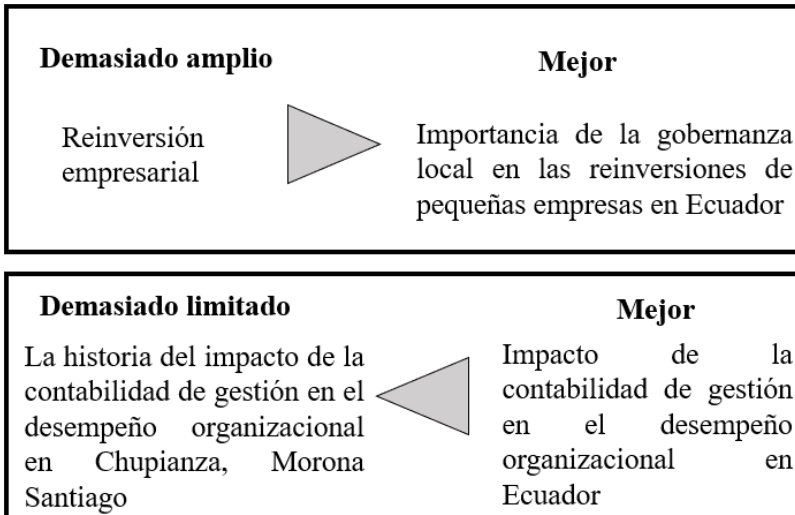 Demasiado amplio
Mejor
Reinversión
empresarial
Importancia de la gobernanza
local en las reinversiones de
pequeñas empresas en Ecuador
Demasiado limitado
Mejor
La historia del impacto de la
contabilidad de gestión en el
desempeño organizacional
en Chupianza, Morona
Santiago
Impacto de la
contabilidad de gestión
en el desempeño
organizacional en
Ecuador